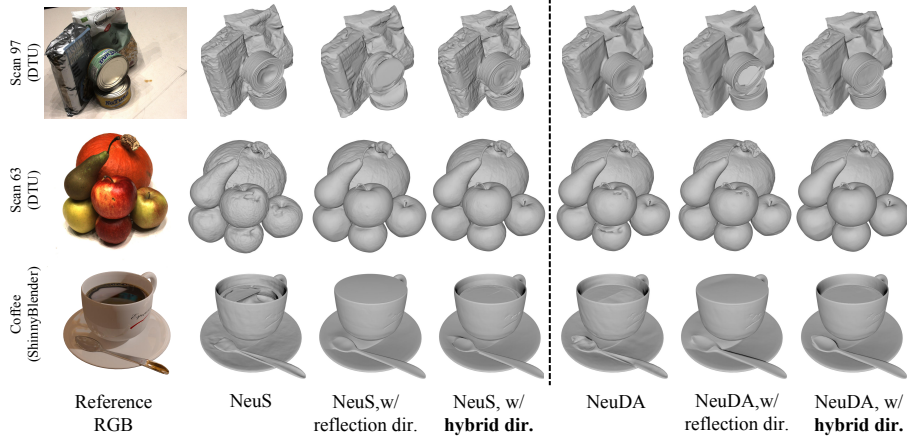 Scan 97
(DTU)
Scan 63
(DTU)
Coffee
(ShinnyBlender)
Reference
RGB
NeuS
NeuS,w/
reflection dir.
NeuS, w/
hybrid dir.
NeuDA
NeuDA,w/
reflection dir.
NeuDA, w/
hybrid dir.